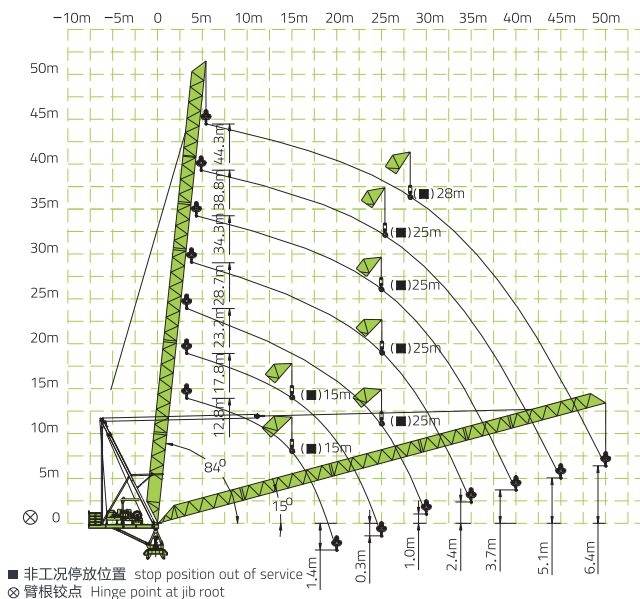 −10m −5m 0 5m 10m 15m 20m 25m 30m 35m 40m 45m 50m
50m
45m
40m
35m
30m
25m
20m
15m
10m
5m
0
44.3m
38.8m
34.3m
28.7m
23.2m
17.8m
12.8m
(■)28m
(■)25m
(■)25m
(■)25m
(■)15m
(■)25m
(■)15m
84°
15°
1.4m
0.3m
1.0m
2.4m
3.7m
5.1m
6.4m
■ 非工况停放位置 stop position out of service
⊗ 臂根铰点 Hinge point at jib root